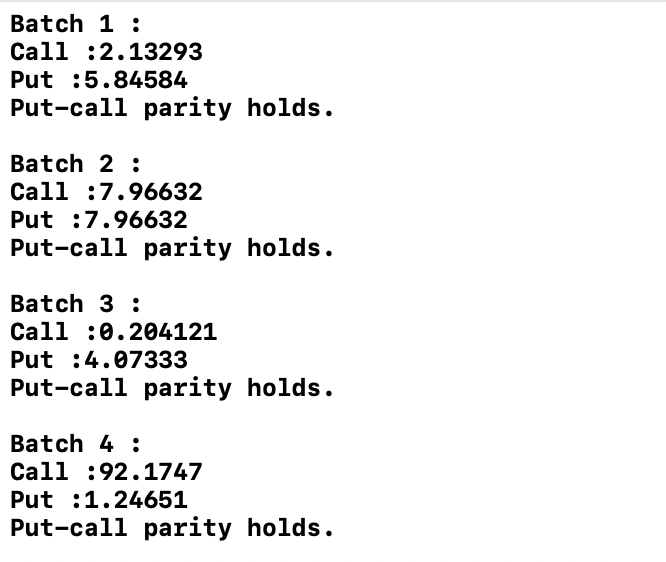 Batch 1 :
Call :2.13293
Put :5.84584
Put-call parity holds.
Batch 2 :
Call :7.96632
Put :7.96632
Put-call parity holds.
Batch 3 :
Call :0.204121
Put :4.07333
Put-call parity holds.
Batch 4 :
Call :92.1747
Put :1.24651
Put-call parity holds.